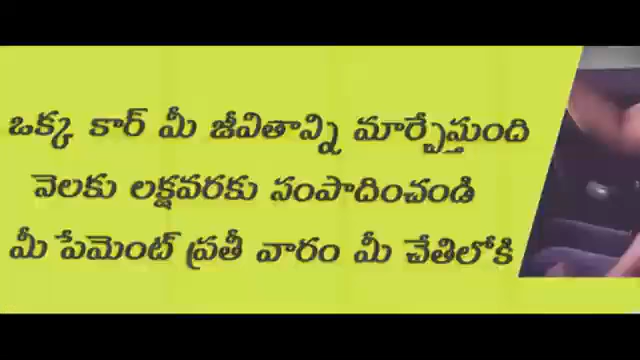 ఒక్క కార్ మీ జీవితాన్ని మార్చేస్తుంది
వెలకు లక్షవరకు సంపాదించండి
మీ పేమెంట్ ప్రతీ వారం మీ చేతిలోకి